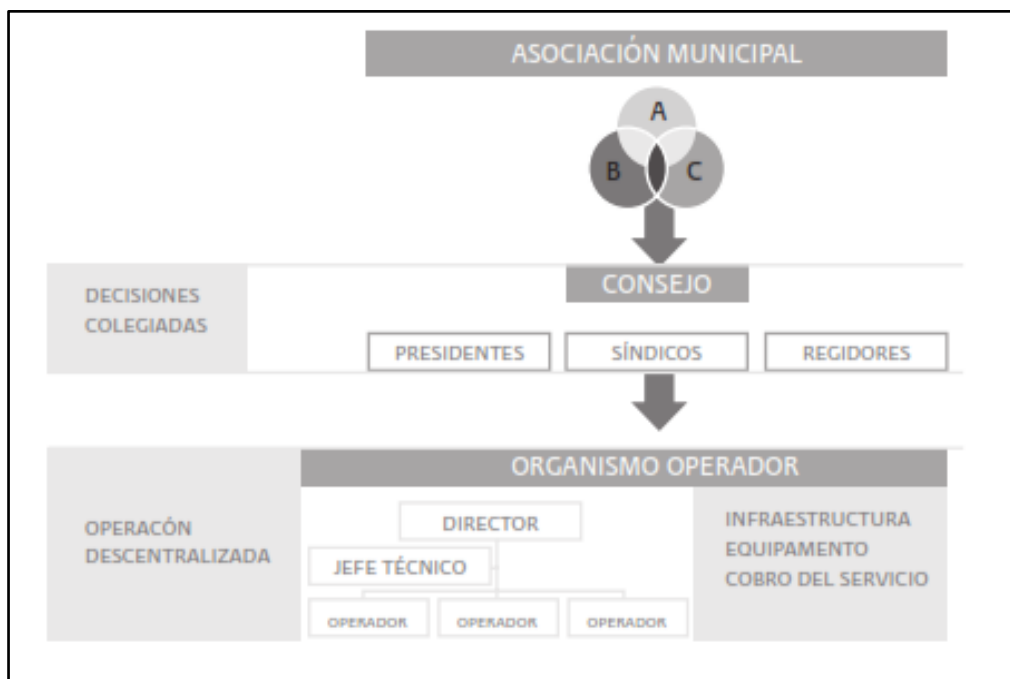 ASOCIACIÓN MUNICIPAL
A
B
C
DECISIONES
COLEGIADAS
CONSEJO
PRESIDENTES
SÍNDICOS
REGIDORES
OPERACÓN
DESCENTRALIZADA
ORGANISMO OPERADOR
DIRECTOR
JEFE TÉCNICO
OPERADOR
OPERADOR
OPERADOR
INFRAESTRUCTURA
EQUIPAMENTO
COBRO DEL SERVICIO